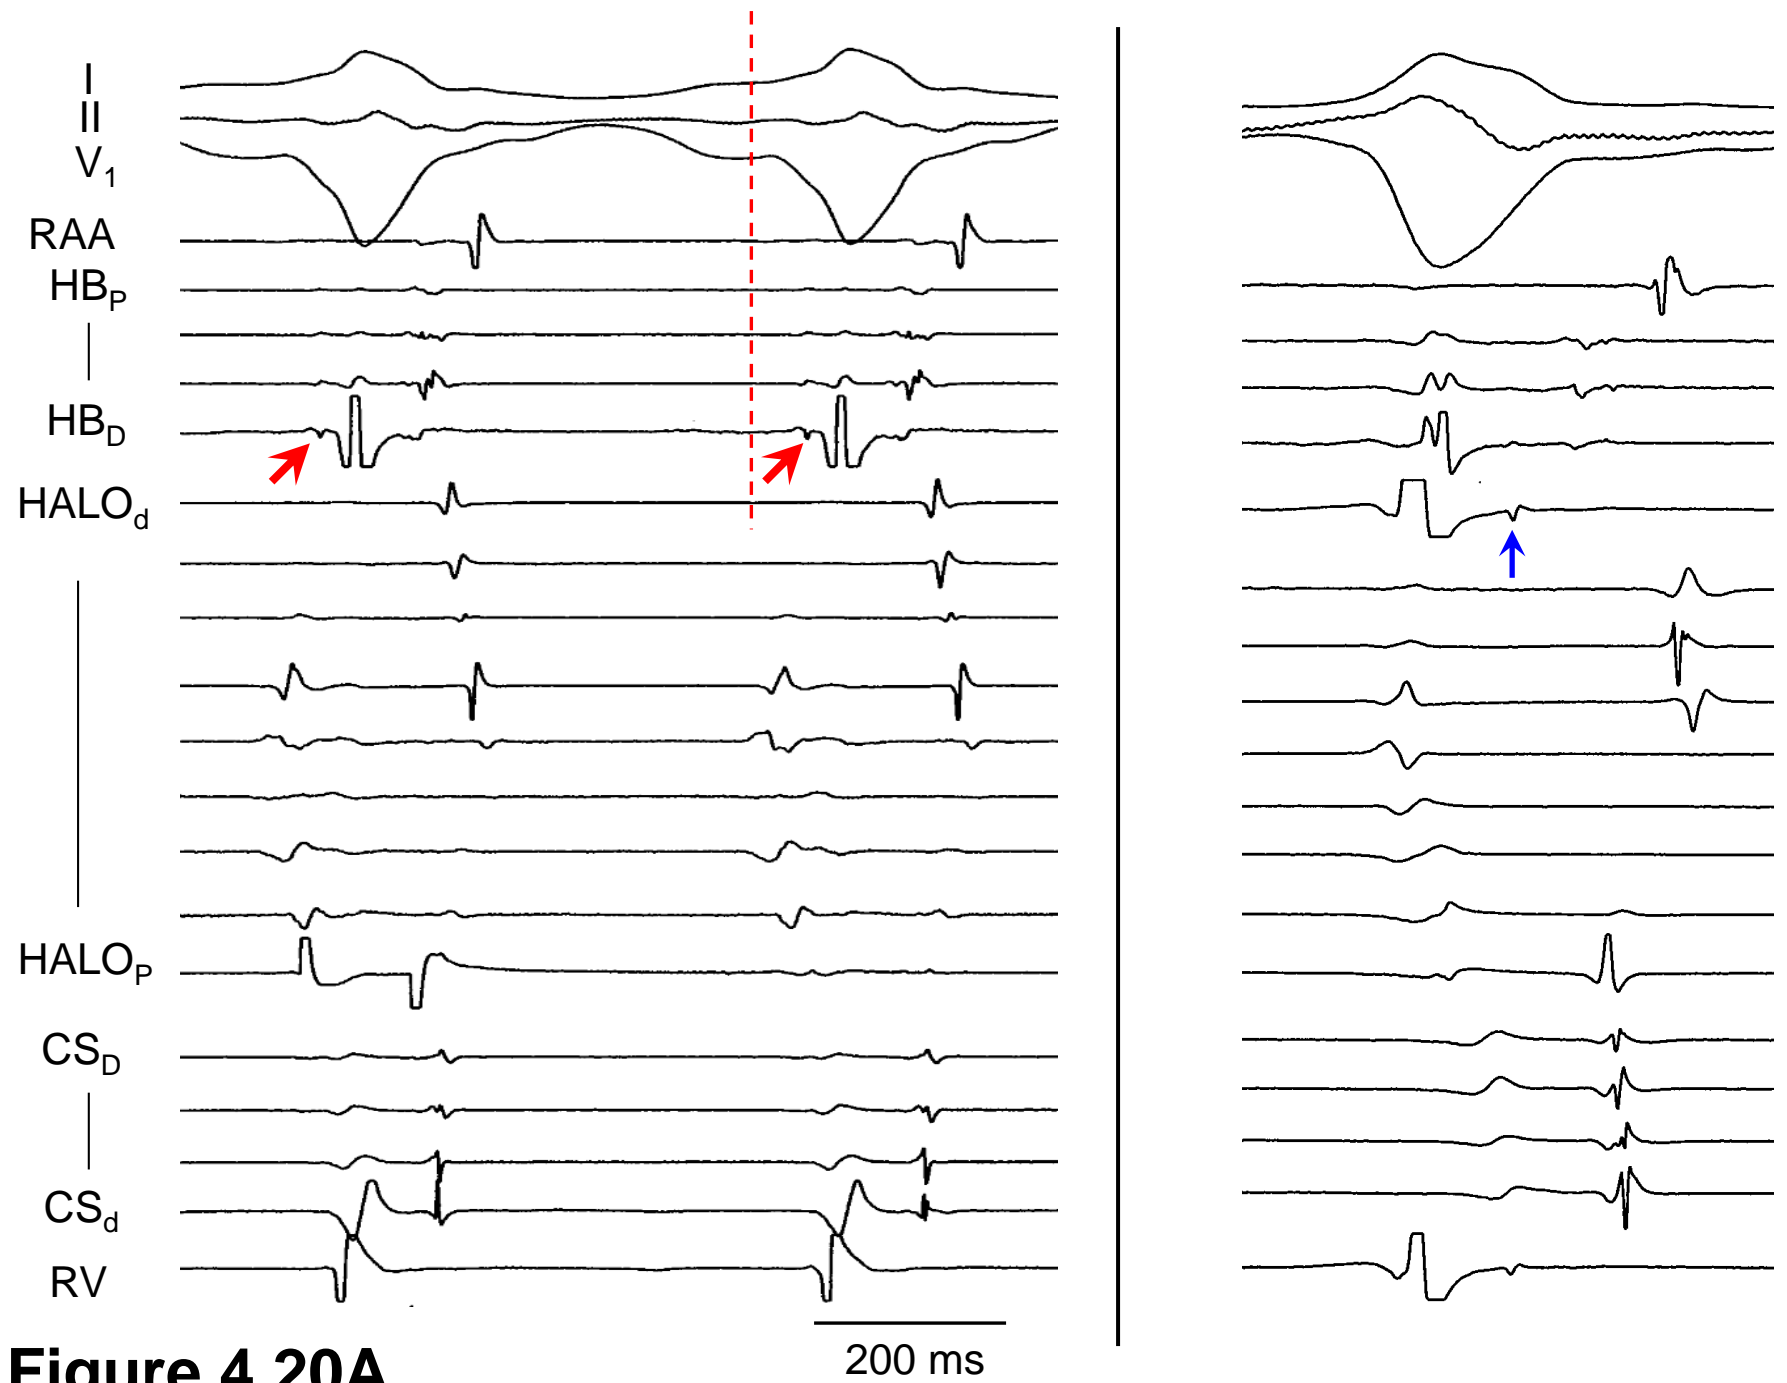 I
II
V1
RAA
HBP
HBD
HALOd
HALOP
CSD
CSd
RV
200 ms
Figure 4.20A